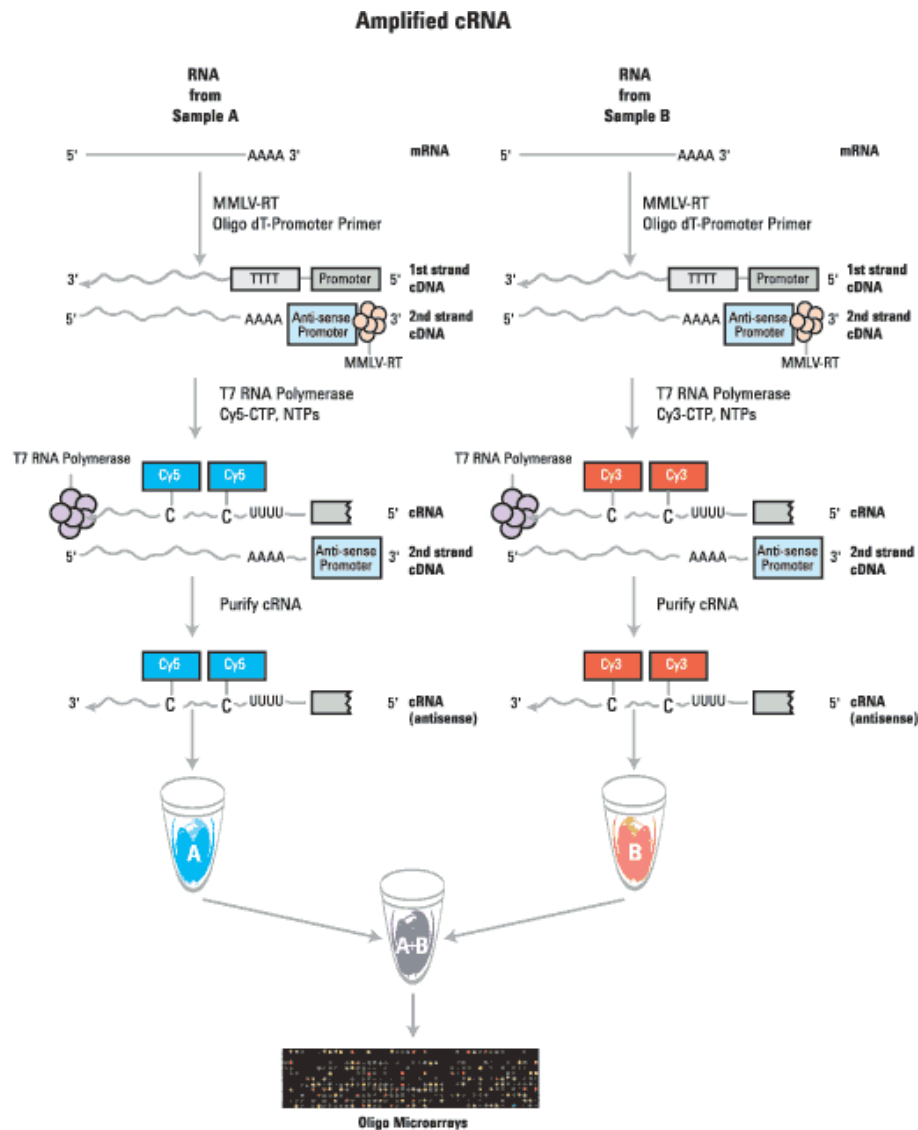 Amplified cRNA
RNA
from
Sample A
5' AAAA 3' mRNA
MMLV-RT
Oligo dT-Promoter Primer
3' TTTT Promoter 5' 1st strand
cDNA
5' AAAA Anti-sense
Promoter 3' 2nd strand
cDNA
MMLV-RT
T7 RNA Polymerase
Cy5-CTP, NTPs
T7 RNA Polymerase
Cy5 Cy5
C C UUUU 5' cRNA
5' AAAA Anti-sense
Promoter 3' 2nd strand
cDNA
Purify cRNA
Cy5 Cy5
3' C C UUUU 5' cRNA
(antisense)
A
RNA
from
Sample B
5' AAAA 3' mRNA
MMLV-RT
Oligo dT-Promoter Primer
3' TTTT Promoter 5' 1st strand
cDNA
5' AAAA Anti-sense
Promoter 3' 2nd strand
cDNA
MMLV-RT
T7 RNA Polymerase
Cy3-CTP, NTPs
T7 RNA Polymerase
Cy3 Cy3
C C UUUU 5' cRNA
5' AAAA Anti-sense
Promoter 3' 2nd strand
cDNA
Purify cRNA
Cy3 Cy3
3' C C UUUU 5' cRNA
(antisense)
B
A+B
Oligo Microarrays